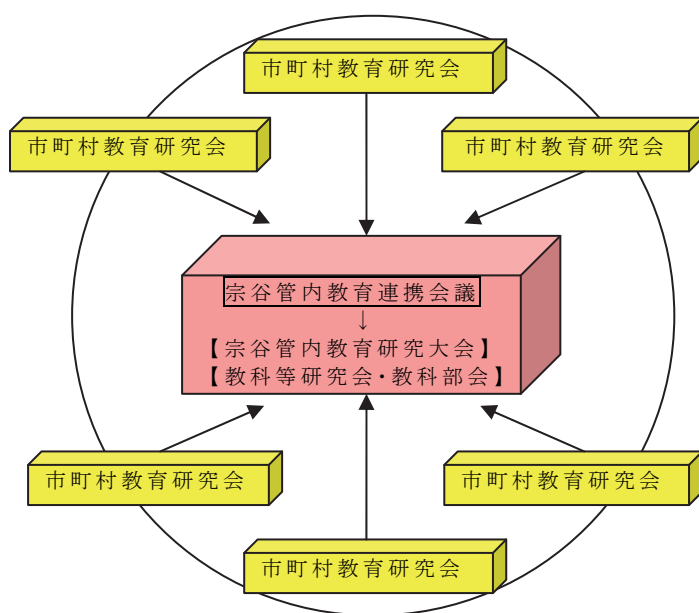 市町村教育研究会
市町村教育研究会
市町村教育研究会
宗谷管内教育連携会議
↓
【宗谷管内教育研究大会】
【教科等研究会・教科部会】
市町村教育研究会
市町村教育研究会
市町村教育研究会